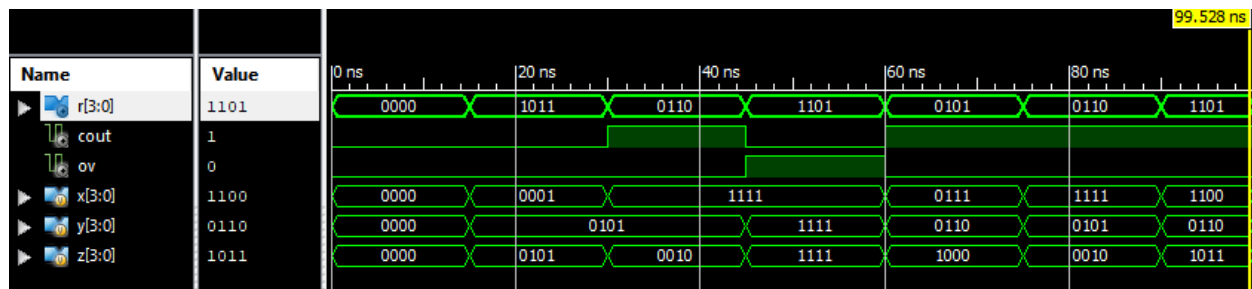 99.528 ns
Name Value 0 ns 20 ns 40 ns 60 ns 80 ns
r[3:0] 1101 0000 1011 0110 1101 0101 0110 1101
cout 1
ov 0
x[3:0] 1100 0000 0001 1111 0111 1111 1100
y[3:0] 0110 0000 0101 1111 0110 0101 0110
z[3:0] 1011 0000 0101 0010 1111 1000 0010 1011